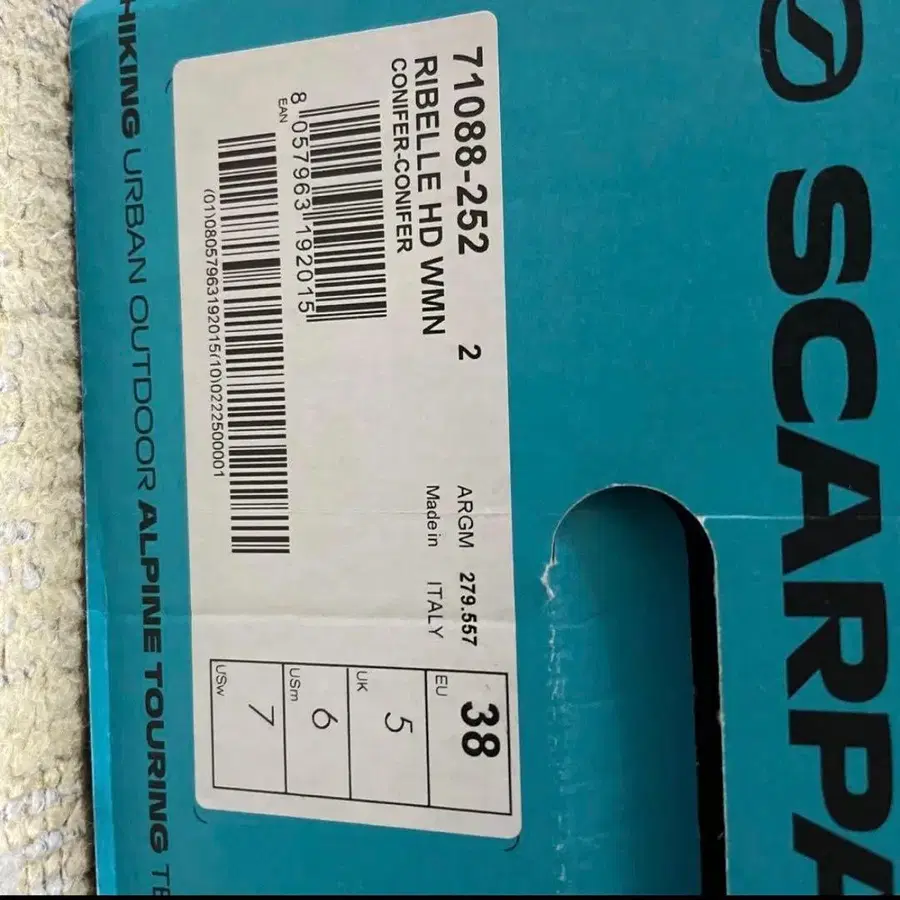 SCARPA
71088-252 2 ARGM 279.557
RIBELLE HD WMN Made in ITALY
CONIFER-CONIFER
8 057963 192015
EAN
(01)08057963192015(10)0222500001
EU 38
UK 5
USm 6
USw 7
HIKING URBAN OUTDOOR ALPINE TOURING TE